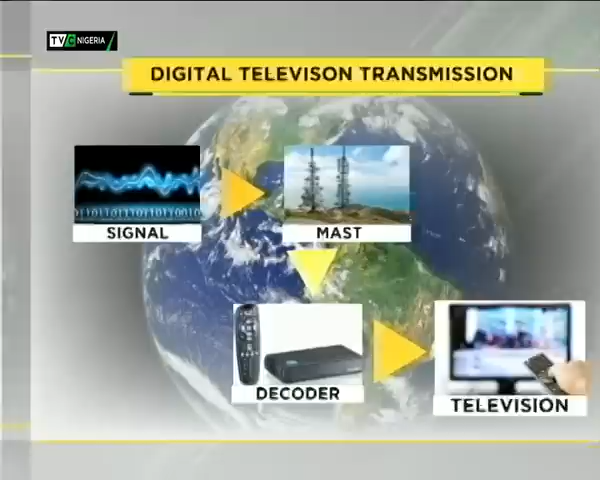 TVC NIGERIA
DIGITAL TELEVISON TRANSMISSION
SIGNAL
MAST
DECODER
TELEVISION